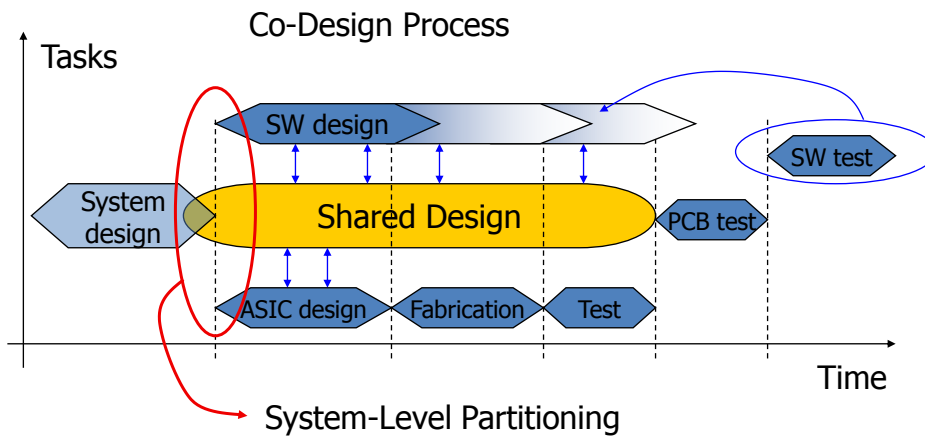 Co-Design Process
Tasks
SW design
SW test
System
design
Shared Design
PCB test
ASIC design
Fabrication
Test
Time
System-Level Partitioning